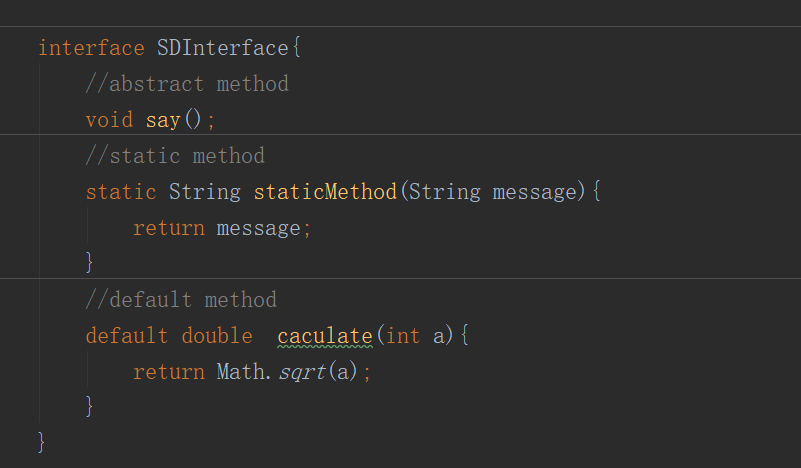 interface SDInterface{
//abstract method
void say();
//static method
static String staticMethod(String message){
return message;
}
//default method
default double  caculate(int a){
return Math.sqrt(a);
}
}